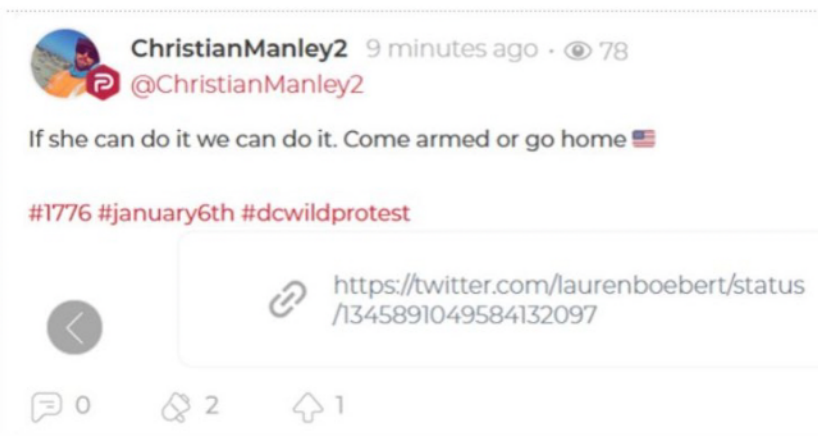 ChristianManley2 9 minutes ago · 78
@ChristianManley2
If she can do it we can do it. Come armed or go home 🇺🇸
#1776 #january6th #dcwildprotest
https://twitter.com/laurenboebert/status
/1345891049584132097
0 2 1